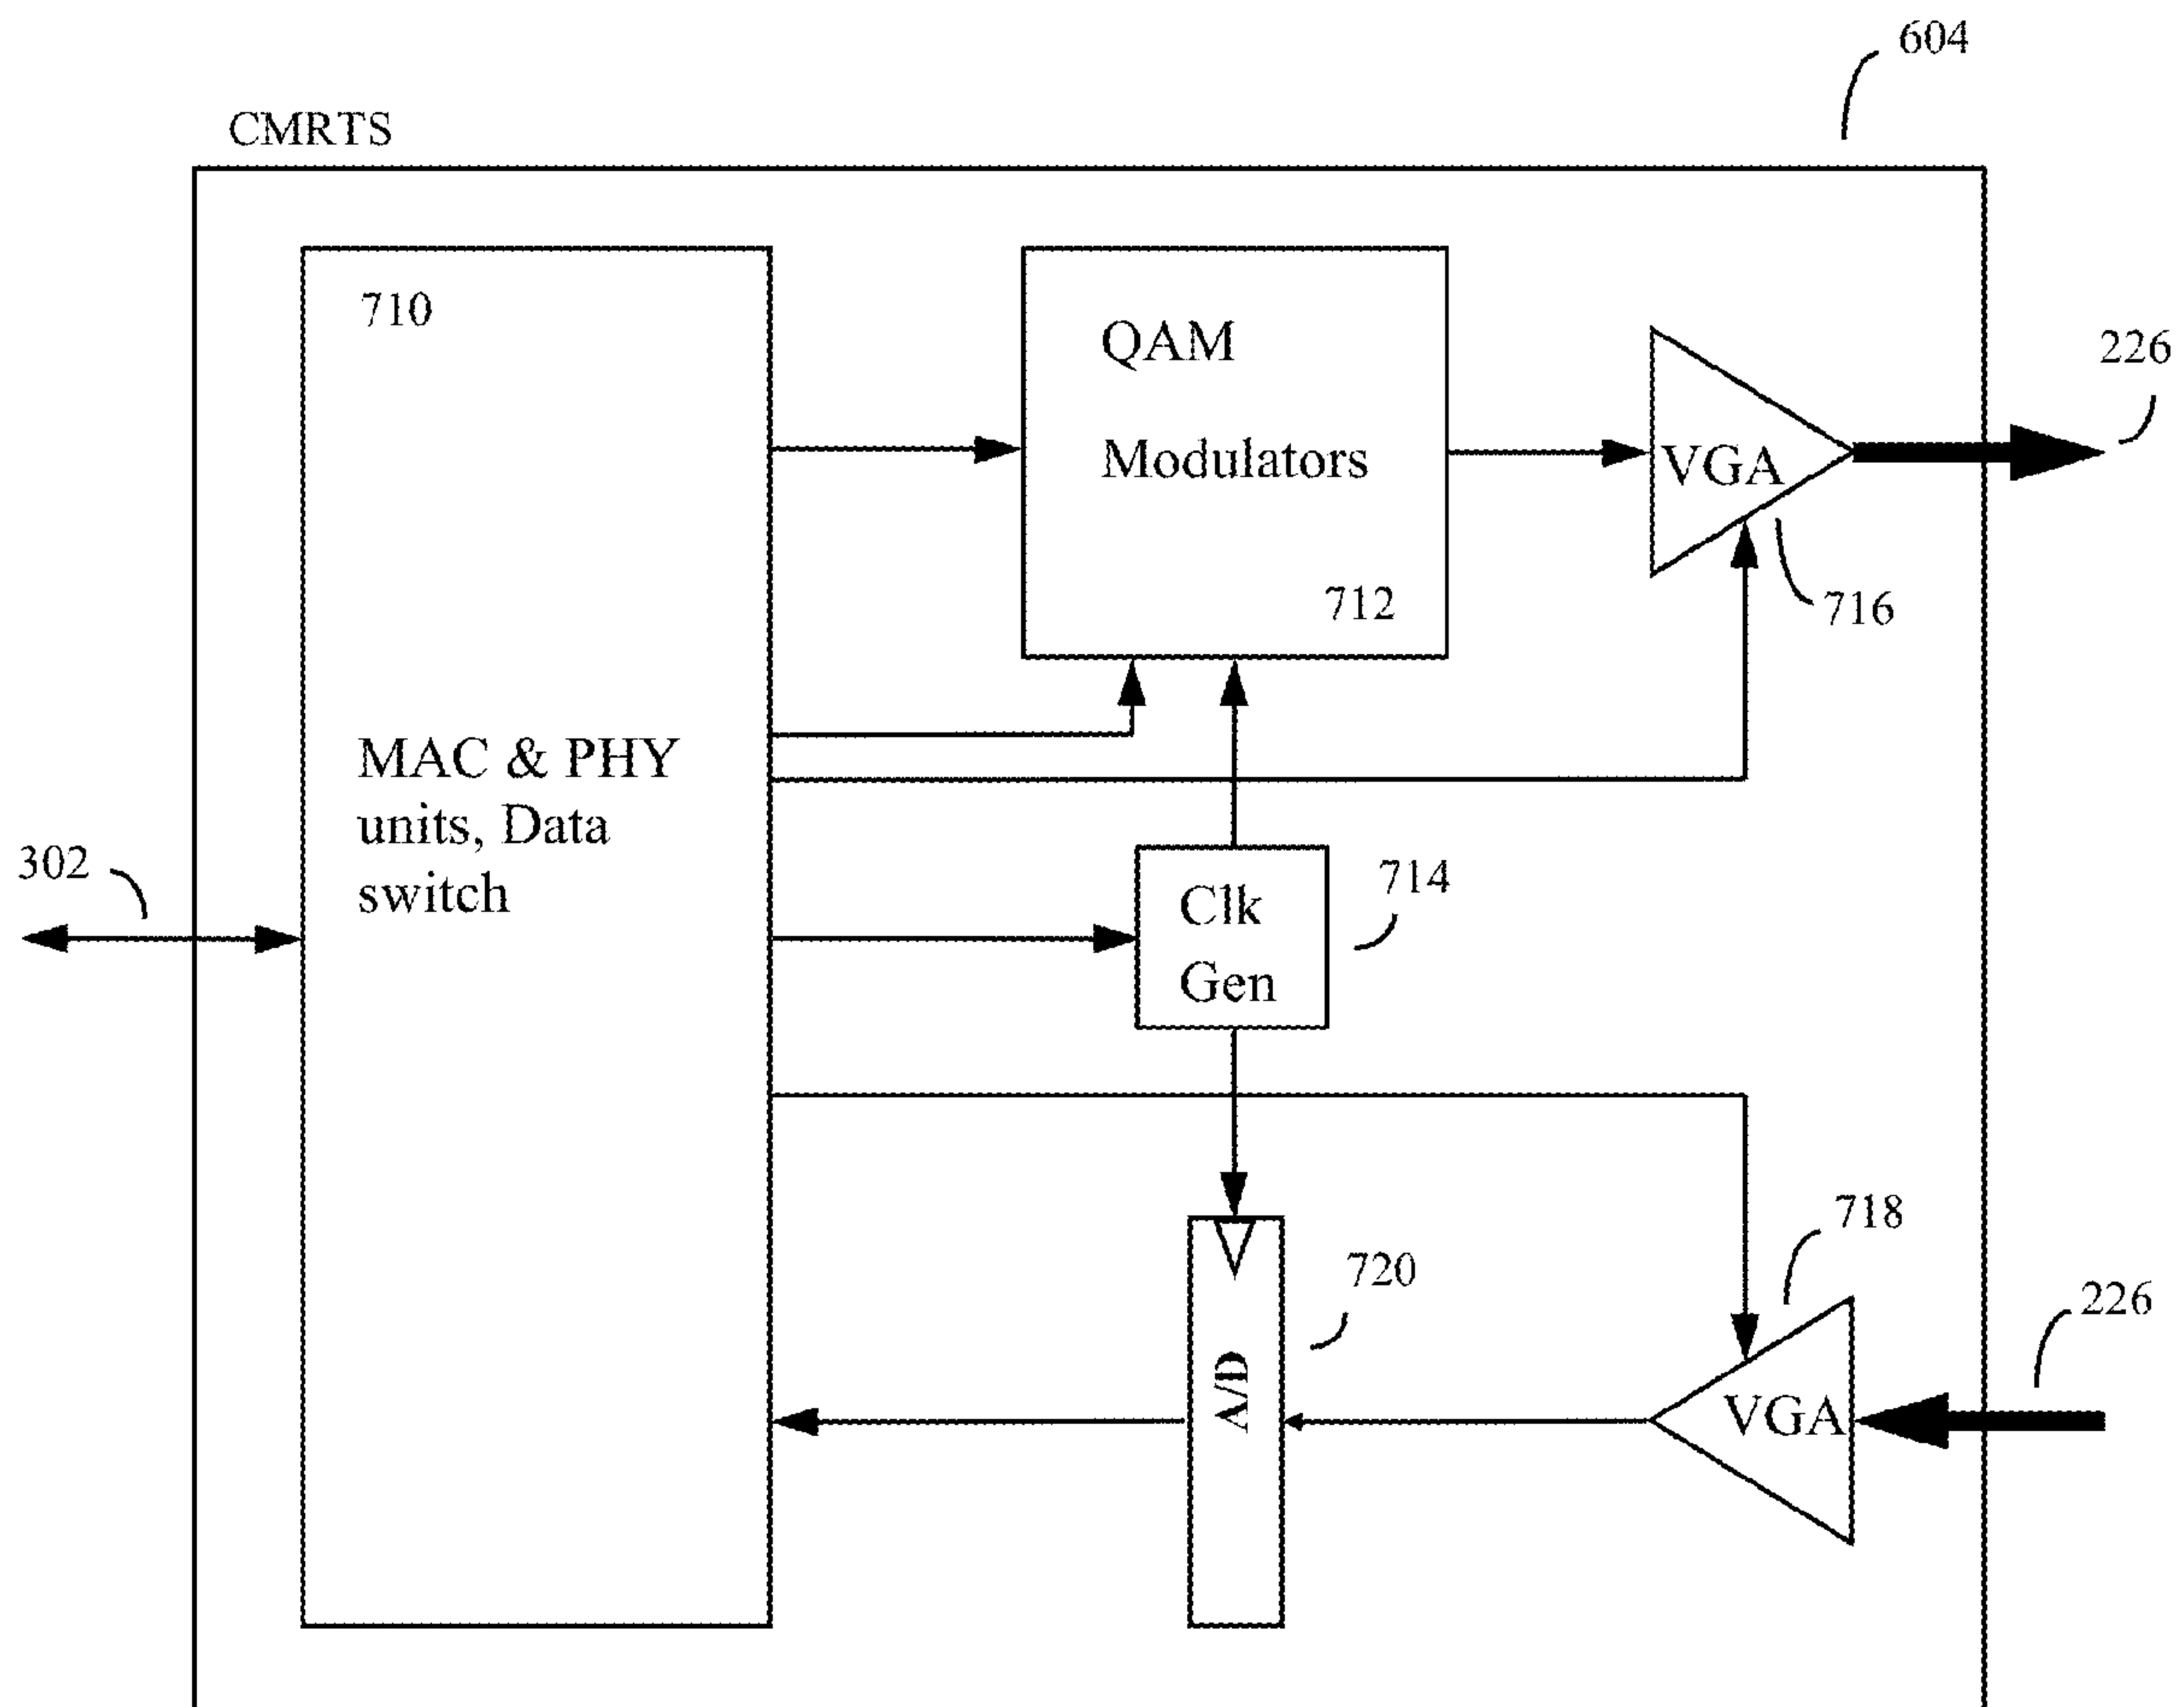 604
CMRTS
710
QAM
Modulators
712
VGA
226
716
MAC & PHY
units, Data
switch
302
Clk
Gen
714
718
720
A/D
VGA
226